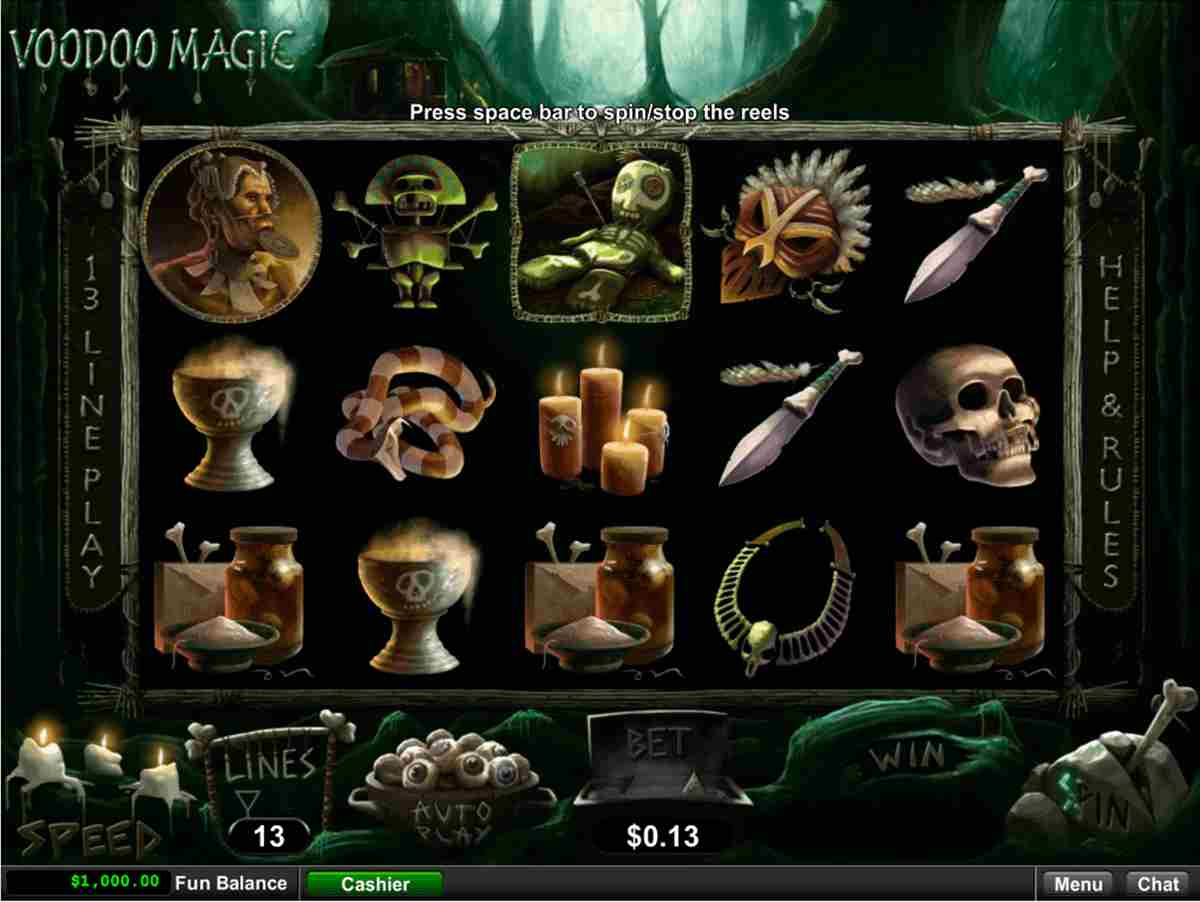 VOODOO MAGIC
Press space bar to spin/stop the reels
13 LINE PLAY
HELP & RULES
SPEED
LINES
13
AUTO
PLAY
BET
$0.13
WIN
SPIN
$1,000.00
Fun Balance
Cashier
Menu
Chat